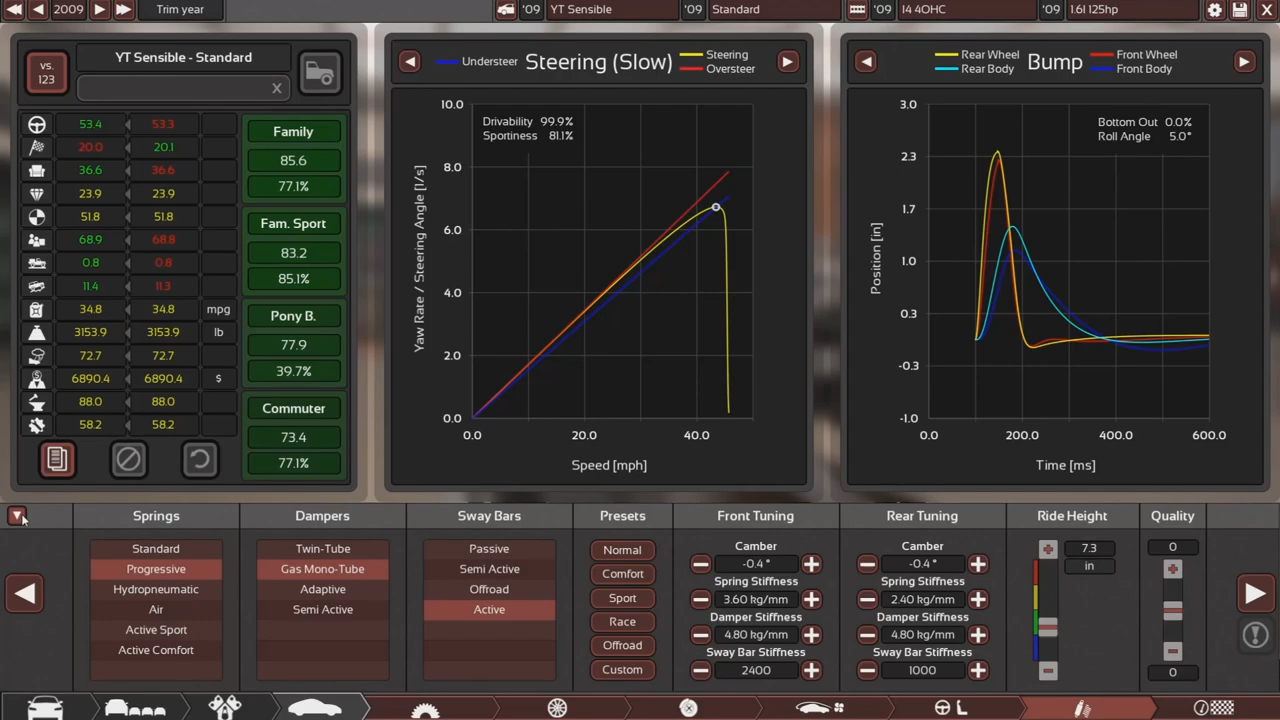 2009 Trim year '09 YT Sensible '09 Standard '09 I4 4OHC '09 1.6l 125hp
vs. 123
YT Sensible - Standard
X
53.4 53.3
20.0 20.1
36.6 36.6
23.9 23.9
51.8 51.8
68.9 68.8
0.8 0.8
11.4 11.3
34.8 34.8 mpg
3153.9 3153.9 lb
72.7 72.7
6890.4 6890.4 $
88.0 88.0
58.2 58.2
Family
85.6
77.1%
Fam. Sport
83.2
85.1%
Pony B.
77.9
39.7%
Commuter
73.4
77.1%
Understeer Steering (Slow) Steering
Oversteer
Drivability 99.9%
Sportiness 81.1%
Yaw Rate / Steering Angle [1/s]
10.0
8.0
6.0
4.0
2.0
0.0
0.0 20.0 40.0
Speed [mph]
Rear Wheel Bump Front Wheel
Rear Body Front Body
Bottom Out 0.0%
Roll Angle 5.0°
Position [in]
3.0
2.3
1.7
1.0
0.3
-0.3
-1.0
0.0 200.0 400.0 600.0
Time [ms]
Springs
Standard
Progressive
Hydropneumatic
Air
Active Sport
Active Comfort
Dampers
Twin-Tube
Gas Mono-Tube
Adaptive
Semi Active
Sway Bars
Passive
Semi Active
Offroad
Active
Presets
Normal
Comfort
Sport
Race
Offroad
Custom
Front Tuning
Camber
-0.4 °
Spring Stiffness
3.60 kg/mm
Damper Stiffness
4.80 kg/mm
Sway Bar Stiffness
2400
Rear Tuning
Camber
-0.4 °
Spring Stiffness
2.40 kg/mm
Damper Stiffness
4.80 kg/mm
Sway Bar Stiffness
1000
Ride Height
7.3
in
Quality
0
0